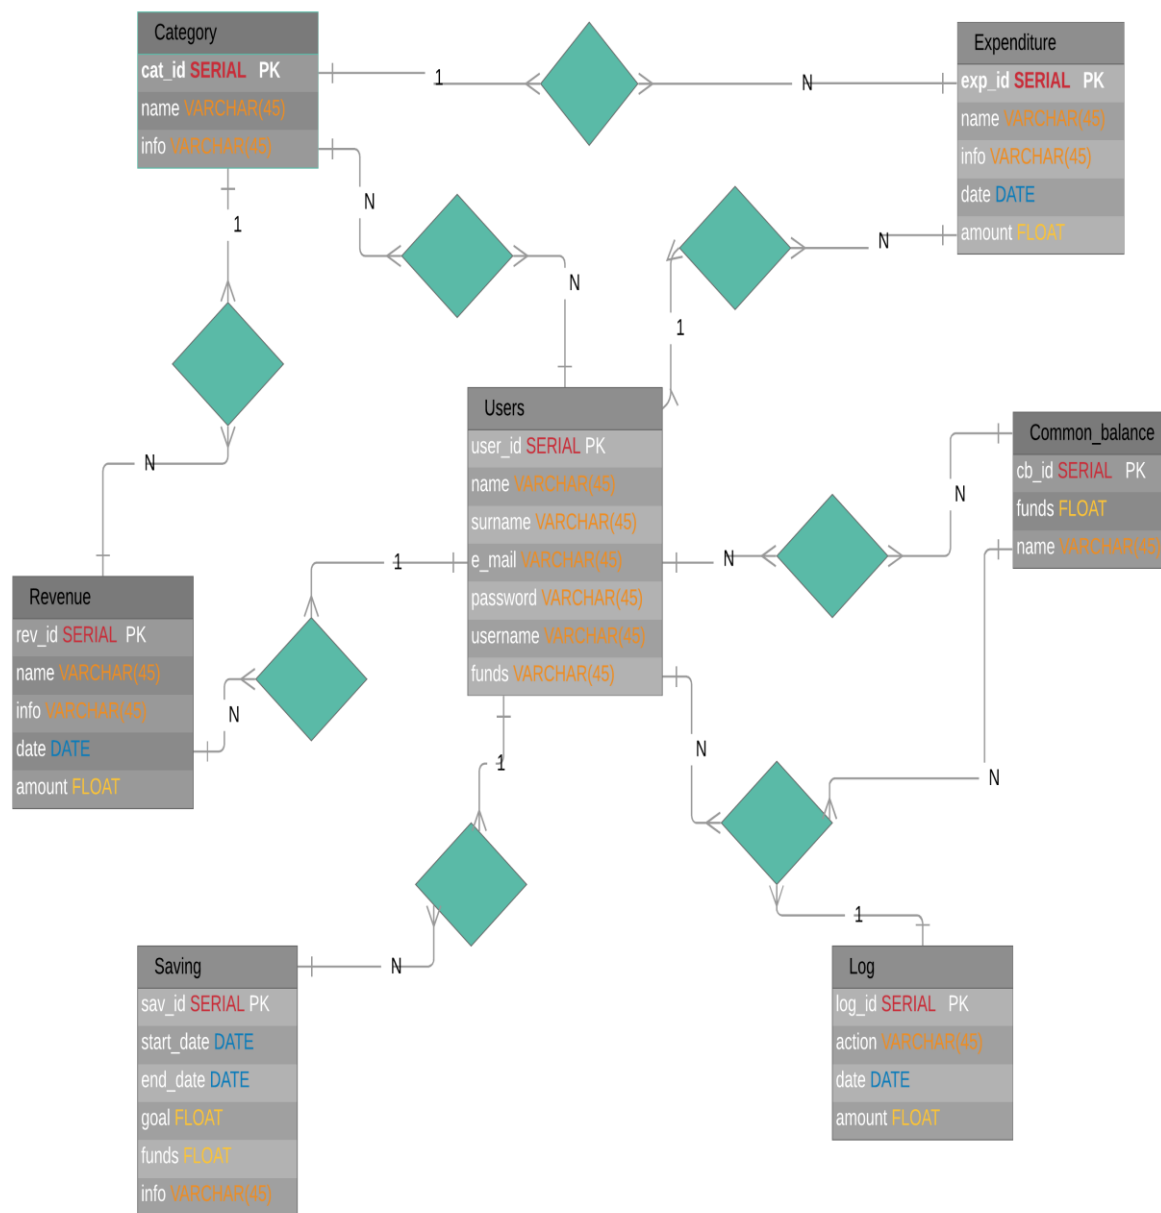 Category
cat_id SERIAL PK
name VARCHAR(45)
info VARCHAR(45)
1
N
Expenditure
exp_id SERIAL PK
name VARCHAR(45)
info VARCHAR(45)
date DATE
amount FLOAT
N
1
N
N
1
N
1
Users
user_id SERIAL PK
name VARCHAR(45)
surname VARCHAR(45)
e_mail VARCHAR(45)
password VARCHAR(45)
username VARCHAR(45)
funds VARCHAR(45)
Common_balance
cb_id SERIAL PK
funds FLOAT
name VARCHAR(45)
N
N
Revenue
rev_id SERIAL PK
name VARCHAR(45)
info VARCHAR(45)
date DATE
amount FLOAT
1
N
N
N
1
N
1
Saving
sav_id SERIAL PK
start_date DATE
end_date DATE
goal FLOAT
funds FLOAT
info VARCHAR(45)
Log
log_id SERIAL PK
action VARCHAR(45)
date DATE
amount FLOAT